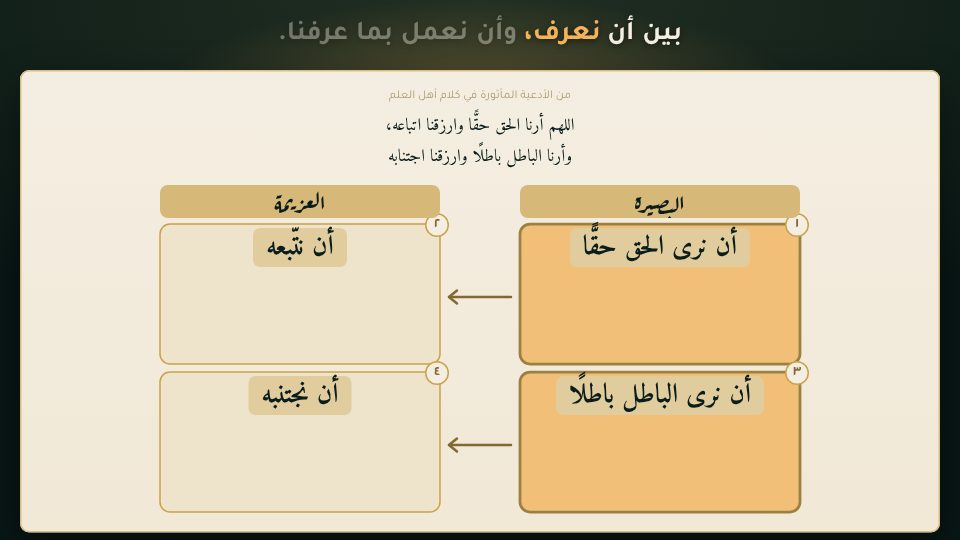 بين أن نعرف، وأن نعمل بما عرفنا.
من الأدعية المأثورة في كلام أهل العلم
اللهم أرنا الحق حقًّا وارزقنا اتباعه،
وأرنا الباطل باطلًا وارزقنا اجتنابه
البصيرة
العزيمة
١
أن نرى الحق حقًّا
٢
أن نتّبعه
٣
أن نرى الباطل باطلًا
٤
أن نجتنبه